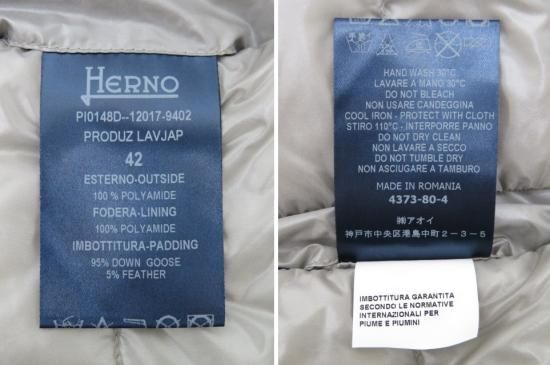 HERNO
PI0148D--12017-9402
PRODUZ LAVJAP
42
ESTERNO-OUTSIDE
100 % POLYAMIDE
FODERA-LINING
100% POLYAMIDE
IMBOTTITURA-PADDING
95% DOWN GOOSE
5% FEATHER
HAND WASH 30°C
LAVARE A MANO 30°C
DO NOT BLEACH
NON USARE CANDEGGINA
COOL IRON - PROTECT WITH CLOTH
STIRO 110°C - INTERPORRE PANNO
DO NOT DRY CLEAN
NON LAVARE A SECCO
DO NOT TUMBLE DRY
NON ASCIUGARE A TAMBURO
MADE IN ROMANIA
4373-80-4
㈱アオイ
神戸市中央区港島中町2-3-5
IMBOTTITURA GARANTITA
SECONDO LE NORMATIVE
INTERNAZIONALI PER
PIUME E PIUMINI